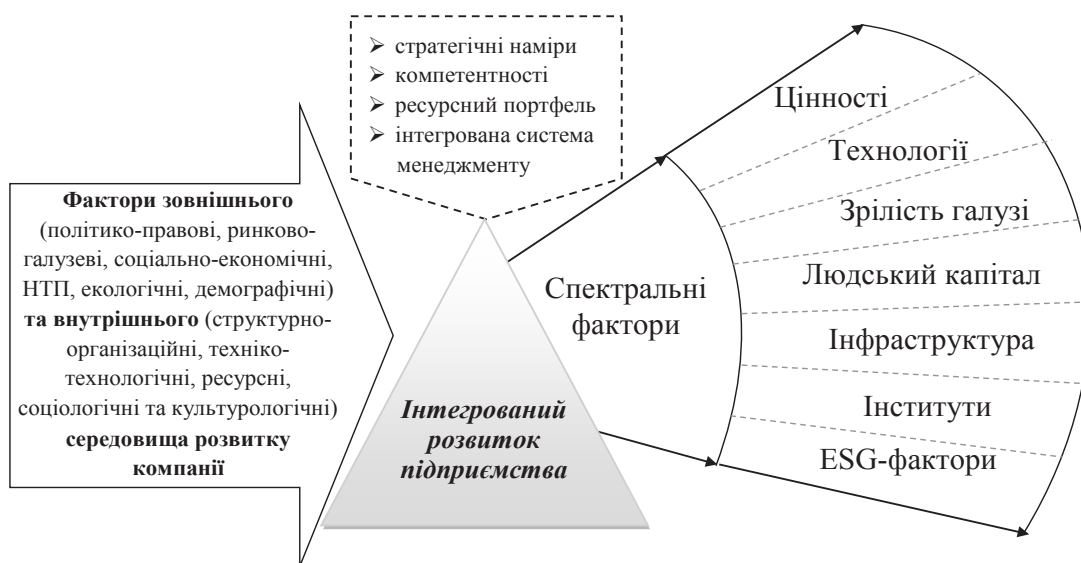 Фактори зовнішнього
(політико-правові, ринково-
галузеві, соціально-економічні,
НТП, екологічні, демографічні)
та внутрішнього (структурно-
організаційні, техніко-
технологічні, ресурсні,
соціологічні та культурологічні)
середовища розвитку
компанії
➢ стратегічні наміри
➢ компетентності
➢ ресурсний портфель
➢ інтегрована система
менеджменту
Інтегрований
розвиток
підприємства
Спектральні
фактори
Цінності
Технології
Зрілість галузі
Людський капітал
Інфраструктура
Інститути
ESG-фактори